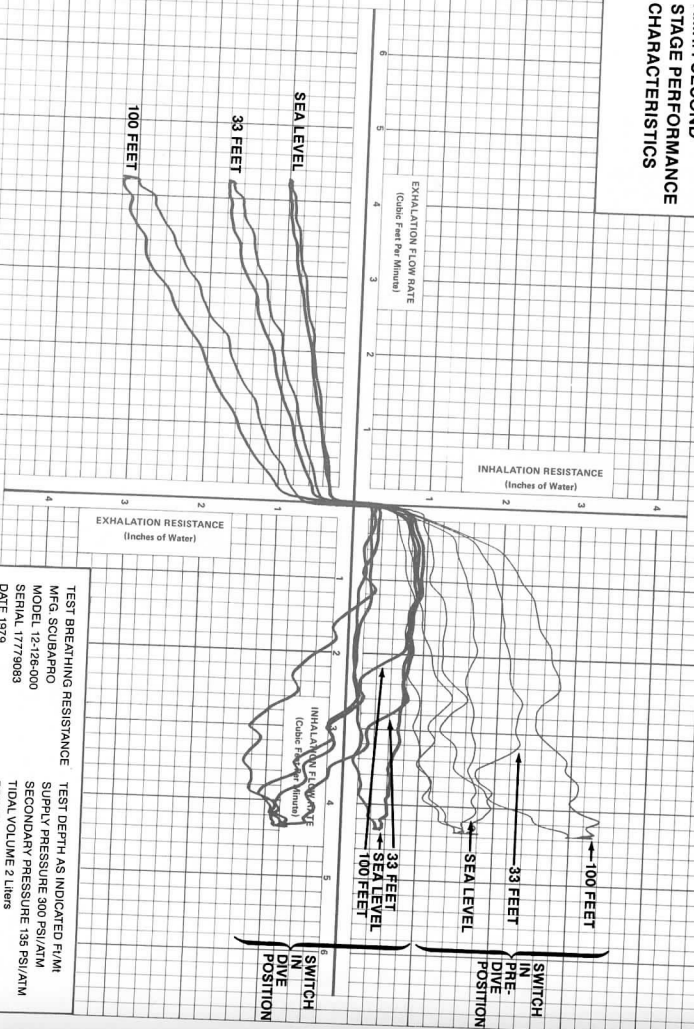 STAGE PERFORMANCE
CHARACTERISTICS
INHALATION RESISTANCE
(Inches of Water)
4
3
2
1
EXHALATION FLOW RATE
(Cubic Feet Per Minute)
6
5
4
3
2
1
SEA LEVEL
33 FEET
100 FEET
EXHALATION RESISTANCE
(Inches of Water)
1
2
3
4
INHALATION FLOW RATE
(Cubic Feet Per Minute)
1
2
3
4
5
6
100 FEET
33 FEET
SEA LEVEL
SWITCH
IN
PRE-
DIVE
POSITION
33 FEET
SEA LEVEL
100 FEET
SWITCH
IN
DIVE
POSITION
TEST BREATHING RESISTANCE
MFG. SCUBAPRO
MODEL 12-126-000
SERIAL 17779083
DATE 1979
TEST DEPTH AS INDICATED Ft/Mt
SUPPLY PRESSURE 300 PSI/ATM
SECONDARY PRESSURE 135 PSI/ATM
TIDAL VOLUME 2 Liters